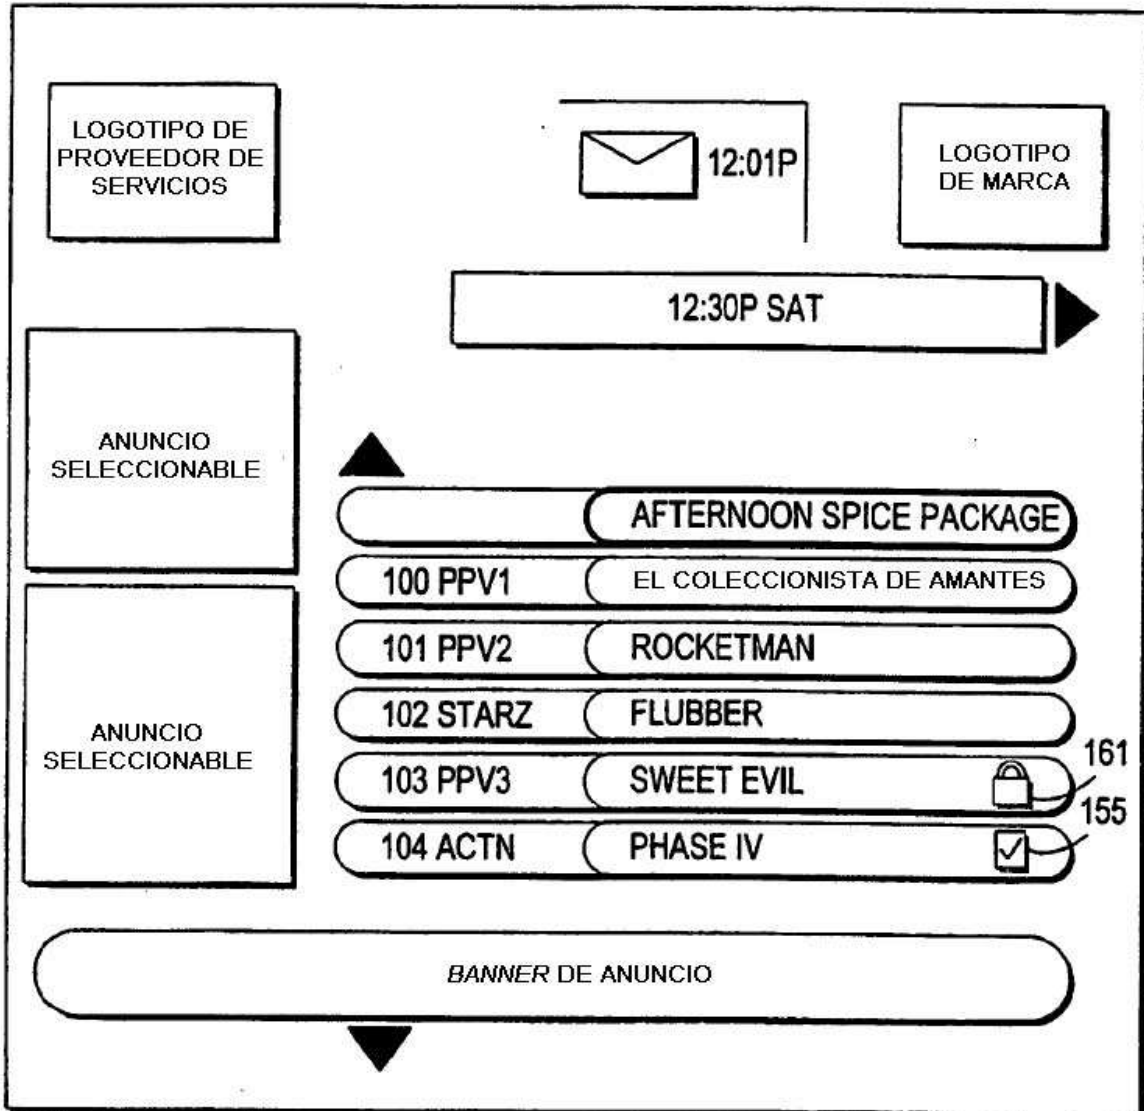 LOGOTIPO DE
PROVEEDOR DE
SERVICIOS
12:01P
LOGOTIPO
DE MARCA
12:30P SAT
ANUNCIO
SELECCIONABLE
AFTERNOON SPICE PACKAGE
100 PPV1 EL COLECCIONISTA DE AMANTES
101 PPV2 ROCKETMAN
102 STARZ FLUBBER
103 PPV3 SWEET EVIL
161
104 ACTN PHASE IV
155
ANUNCIO
SELECCIONABLE
BANNER DE ANUNCIO